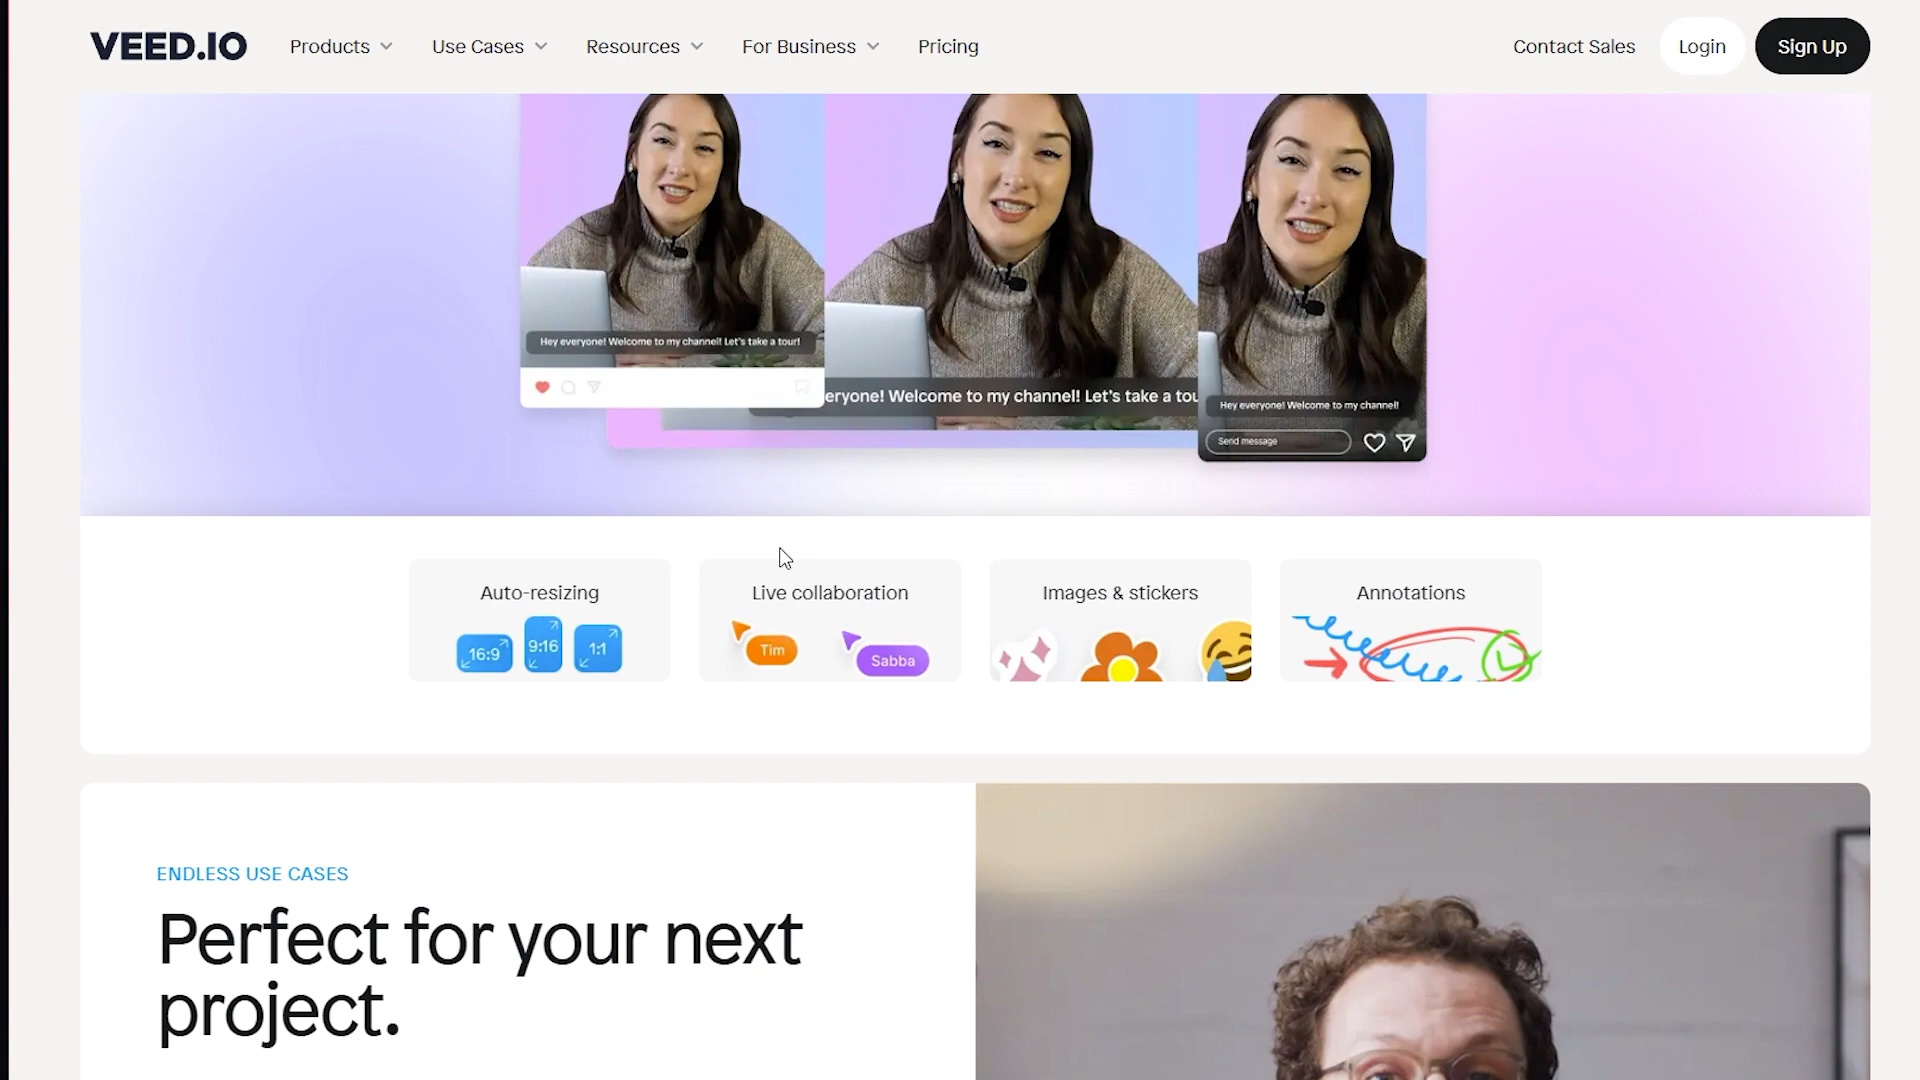 VEED.IO
Products
Use Cases
Resources
For Business
Pricing
Contact Sales
Login
Sign Up
Hey everyone! Welcome to my channel! Let's take a tour!
eryone! Welcome to my channel! Let's take a tou
Hey everyone! Welcome to my channel!
Send message
Auto-resizing
Live collaboration
Images & stickers
Annotations
16:9
9:16
1:1
Tim
Sabba
ENDLESS USE CASES
Perfect for your next
project.